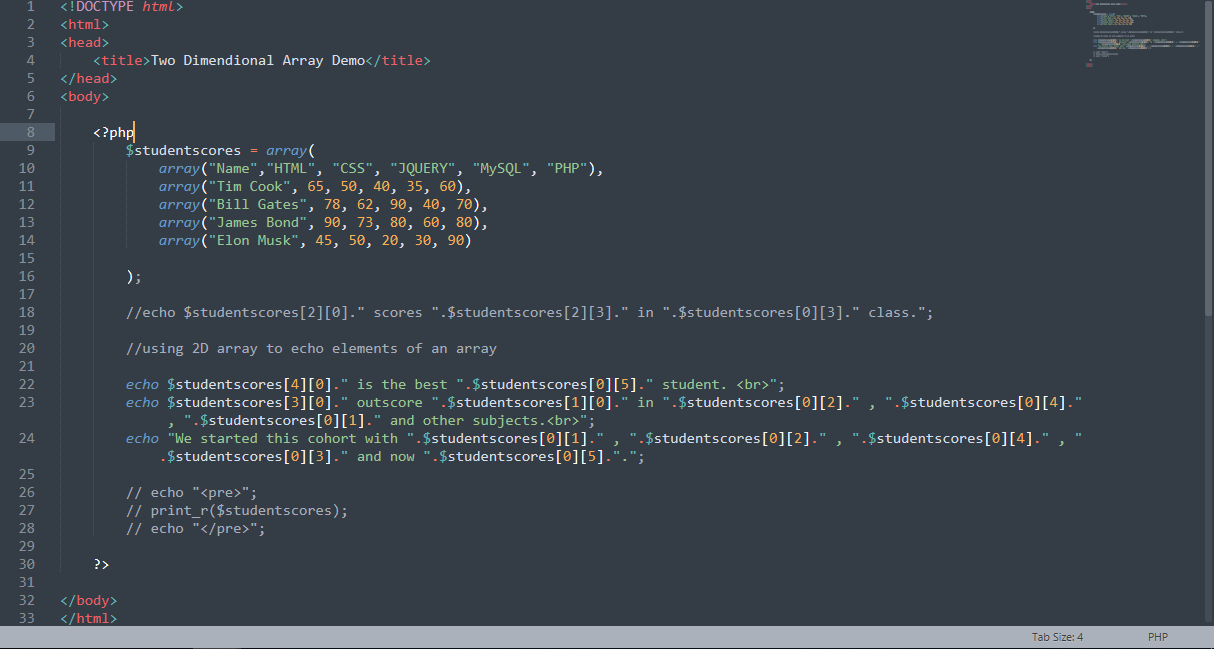 1 <!DOCTYPE html>
2 <html>
3 <head>
4 <title>Two Dimendional Array Demo</title>
5 </head>
6 <body>
7
8 <?php
9 $studentscores = array(
10 array("Name","HTML", "CSS", "JQUERY", "MySQL", "PHP"),
11 array("Tim Cook", 65, 50, 40, 35, 60),
12 array("Bill Gates", 78, 62, 90, 40, 70),
13 array("James Bond", 90, 73, 80, 60, 80),
14 array("Elon Musk", 45, 50, 20, 30, 90)
15
16 );
17
18 //echo $studentscores[2][0]." scores ".$studentscores[2][3]." in ".$studentscores[0][3]." class.";
19
20 //using 2D array to echo elements of an array
21
22 echo $studentscores[4][0]." is the best ".$studentscores[0][5]." student. <br>";
23 echo $studentscores[3][0]." outscore ".$studentscores[1][0]." in ".$studentscores[0][2]." , ".$studentscores[0][4]."
, ".$studentscores[0][1]." and other subjects.<br>";
24 echo "We started this cohort with ".$studentscores[0][1]." , ".$studentscores[0][2]." , ".$studentscores[0][4]." , "
.$studentscores[0][3]." and now ".$studentscores[0][5].".";
25
26 // echo "<pre>";
27 // print_r($studentscores);
28 // echo "</pre>";
29
30 ?>
31
32 </body>
33 </html>
Tab Size: 4 PHP